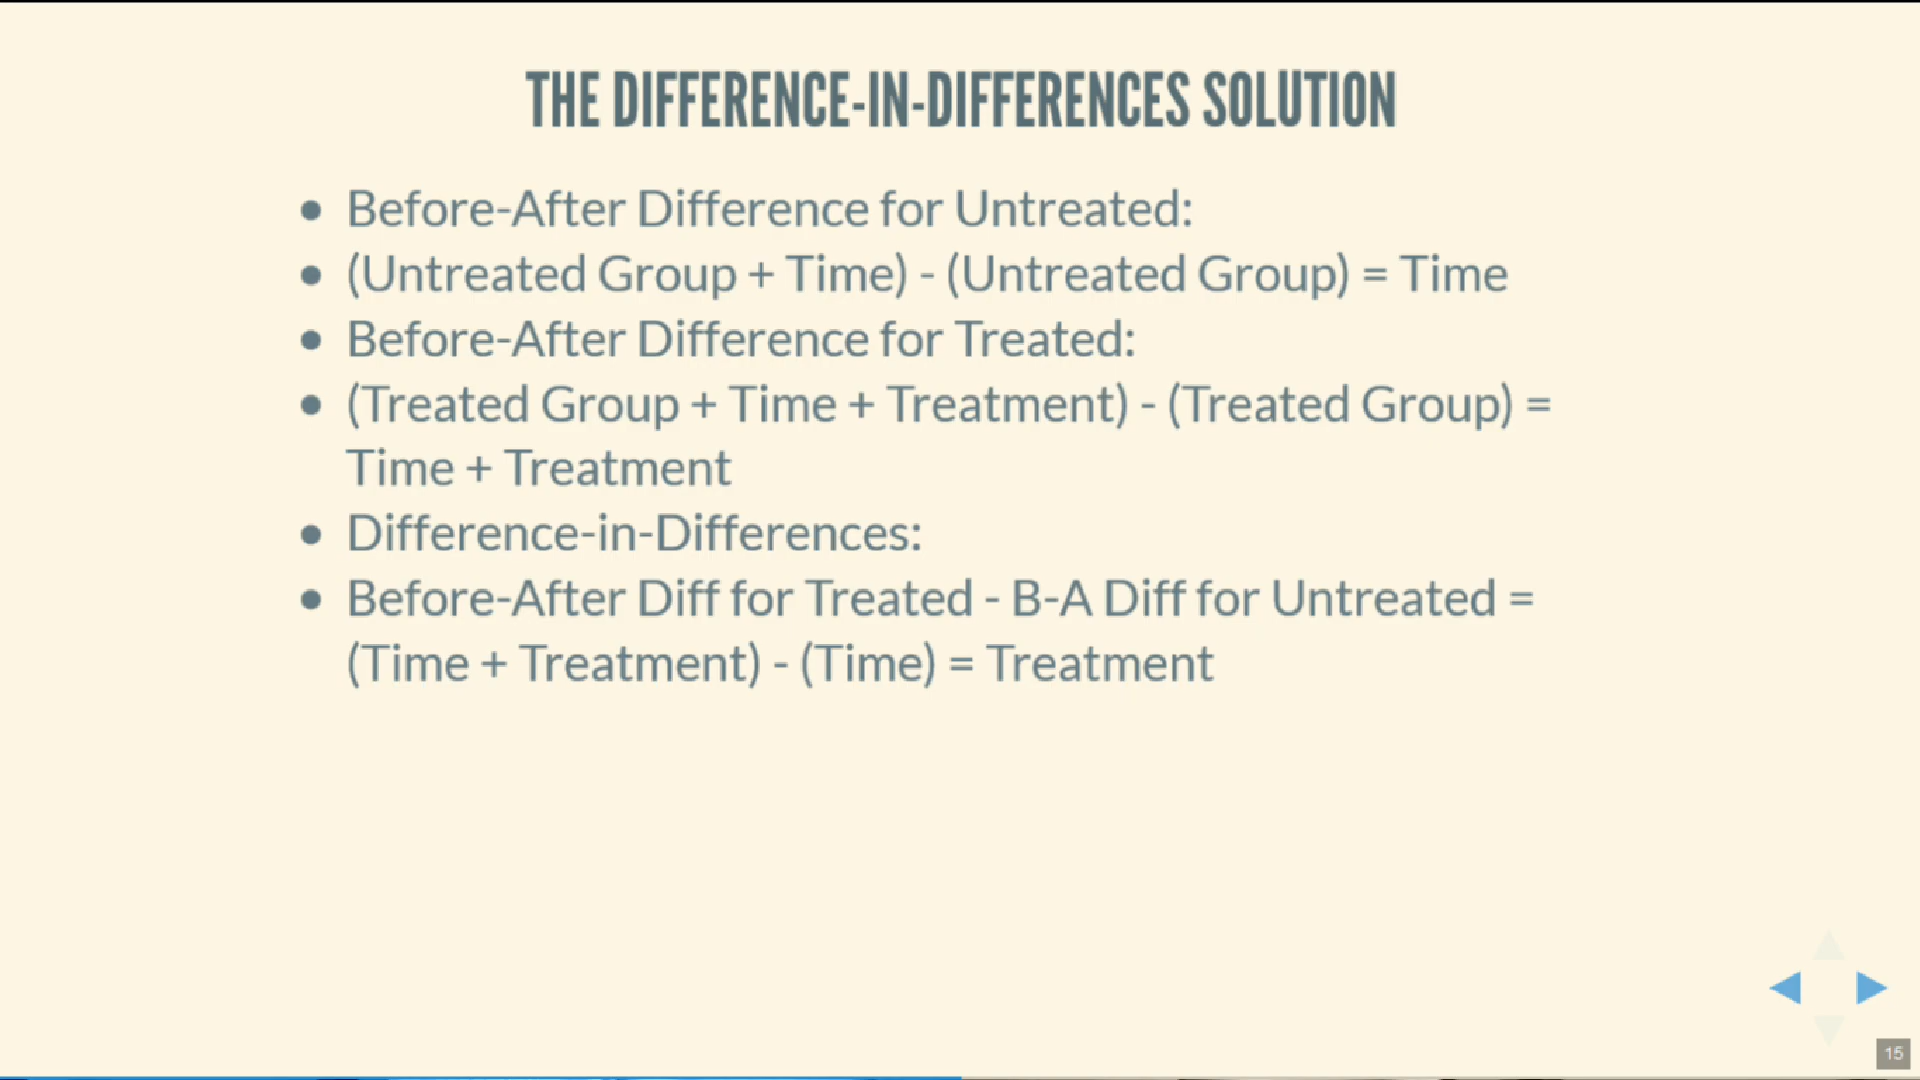 THE DIFFERENCE-IN-DIFFERENCES SOLUTION
• Before-After Difference for Untreated:
• (Untreated Group + Time) - (Untreated Group) = Time
• Before-After Difference for Treated:
• (Treated Group + Time + Treatment) - (Treated Group) =
Time + Treatment
• Difference-in-Differences:
• Before-After Diff for Treated - B-A Diff for Untreated =
(Time + Treatment) - (Time) = Treatment
15